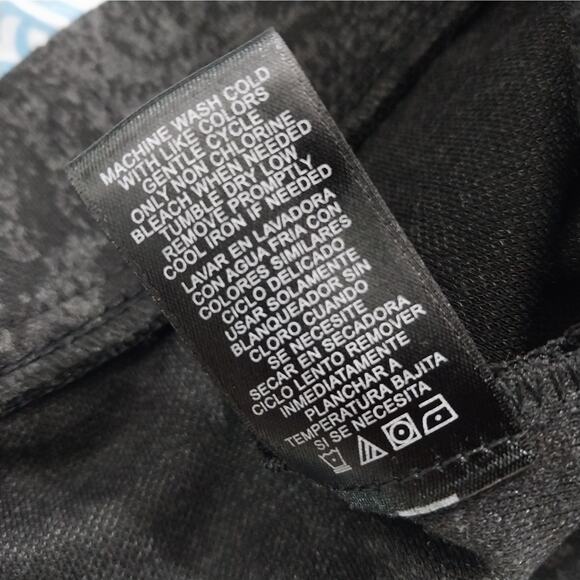 MACHINE WASH COLD
WITH LIKE COLORS
GENTLE CYCLE
ONLY NON CHLORINE
BLEACH WHEN NEEDED
TUMBLE DRY LOW
REMOVE PROMPTLY
COOL IRON IF NEEDED
LAVAR EN LAVADORA
CON AGUA FRIA CON
COLORES SIMILARES
CICLO DELICADO
USAR SOLAMENTE
BLANQUEADOR SIN
CLORO CUANDO
SE NECESITE
SECAR EN SECADORA
CICLO LENTO REMOVER
INMEDIATAMENTE
PLANCHAR A
TEMPERATURA BAJITA
SI SE NECESITA